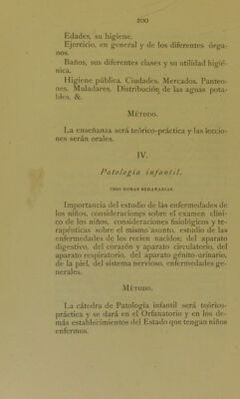 200
Edades, su higiene.
Ejercicio, en general y de los diferentes órga-
nos.
Baños, sus diferentes clases y su utilidad higié-
nica.
Higiene pública. Ciudades. Mercados. Panteo-
nes. Muladares. Distribución de las aguas pota-
bles, &.
MÉTODO.
La enseñanza será teórico-práctica y las leccio-
nes serán orales.
IV.
Patología infantil.
TRES HORAS SEMANARIAS.
Importancia del estudio de las enfermedades de
los niños, consideraciones sobre el examen clíni-
co de los niños, consideraciones fisiológicos y te-
rapéuticas sobre el mismo asunto, estudio de las
enfermedades de los recien nacidos; del aparato
digestivo, del corazón y aparato circulatorio, del
aparato respiratorio, del aparato génito-urinario,
de la piel, del sistema nervioso, enfermedades ge-
nerales.
MÉTODO.
La cátedra de Patología infantil será teórico-
práctica y se dará en el Orfanatorio y en los de-
más establecimientos del Estado que tengan niños
enfermos.